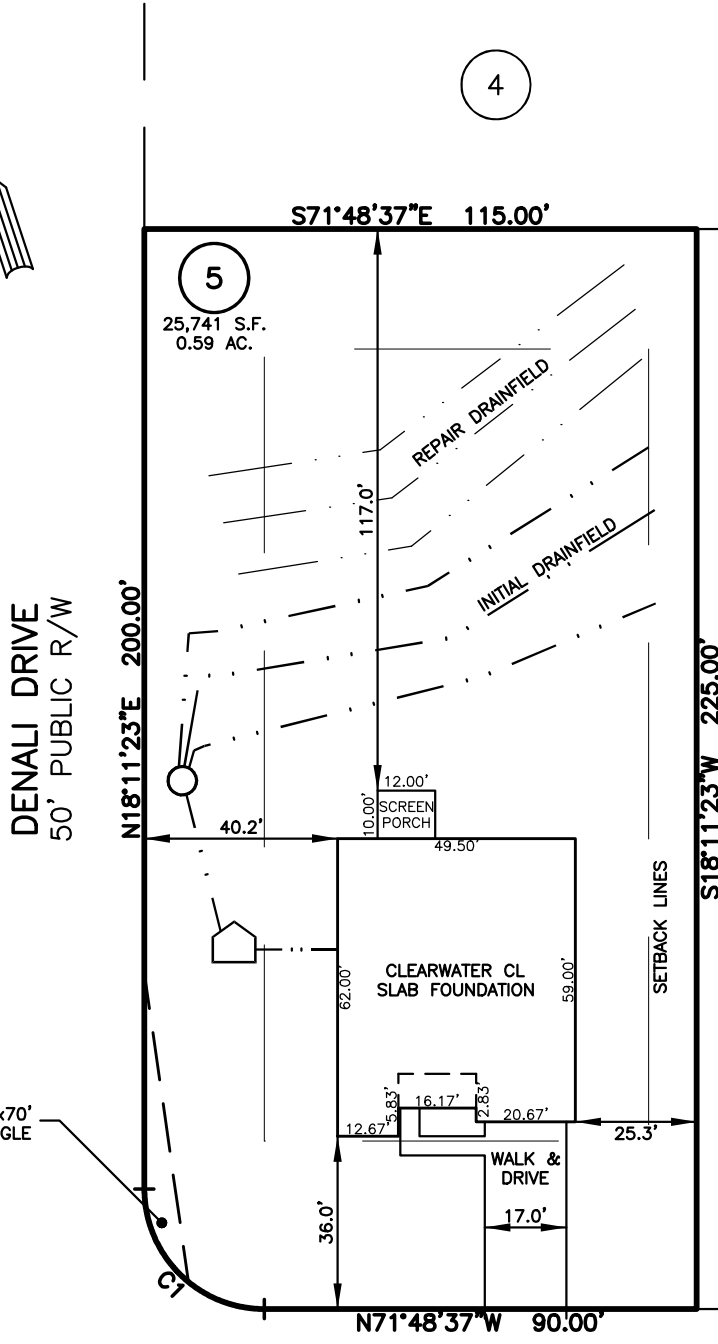 4
S71°48'37"E 115.00'
5
25,741 S.F.
0.59 AC.
REPAIR DRAINFIELD
117.0'
INITIAL DRAINFIELD
DENALI DRIVE
50' PUBLIC R/W
N18°11'23"E 200.00'
S18°11'23"W 225.00'
12.00'
10.00'
SCREEN
PORCH
40.2'
49.50'
SETBACK LINES
CLEARWATER CL
SLAB FOUNDATION
62.00'
59.00'
5.83'
16.17'
2.83'
12.67'
20.67'
25.3'
x70'
GLE
WALK &
DRIVE
36.0'
17.0'
C1
N71°48'37"W 90.00'